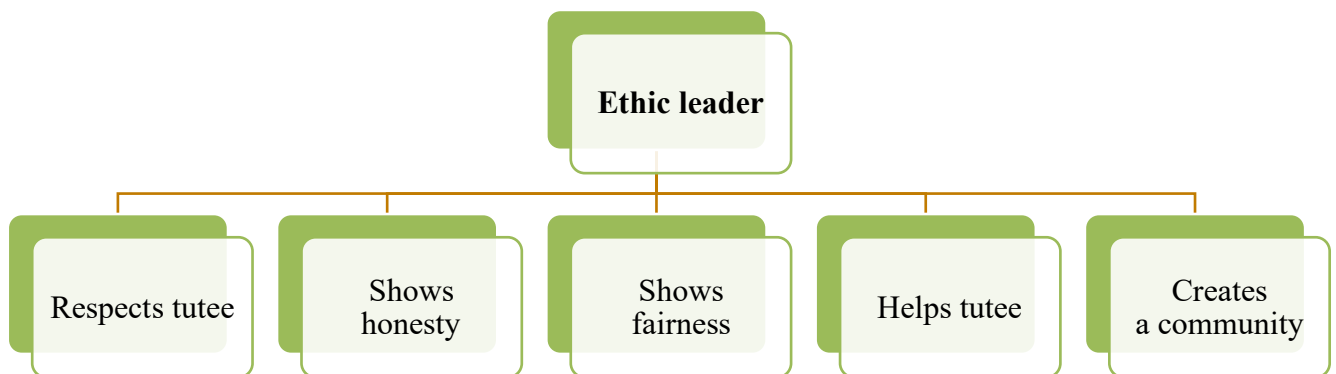 Ethic leader
Respects tutee
Shows
honesty
Shows
fairness
Helps tutee
Creates
a community